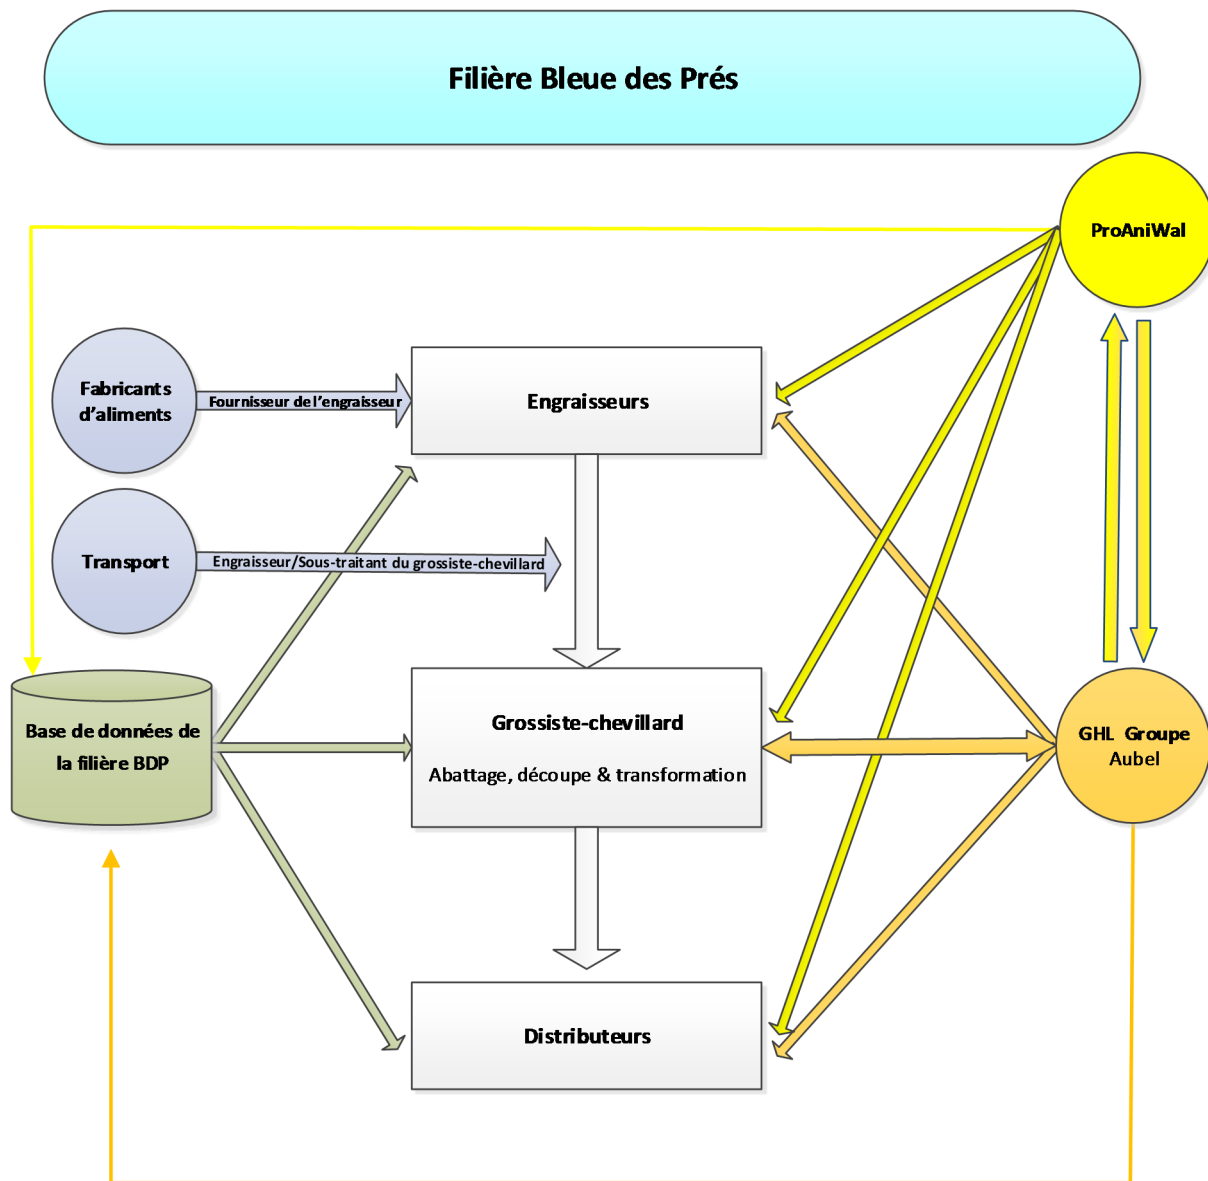 Filière Bleue des Prés
ProAniWal
Fabricants
d’aliments
Fournisseur de l’engraisseur
Engraisseurs
Transport
Engraisseur/Sous-traitant du grossiste-chevillard
Base de données de
la filière BDP
Grossiste-chevillard
Abattage, découpe & transformation
GHL Groupe
Aubel
Distributeurs